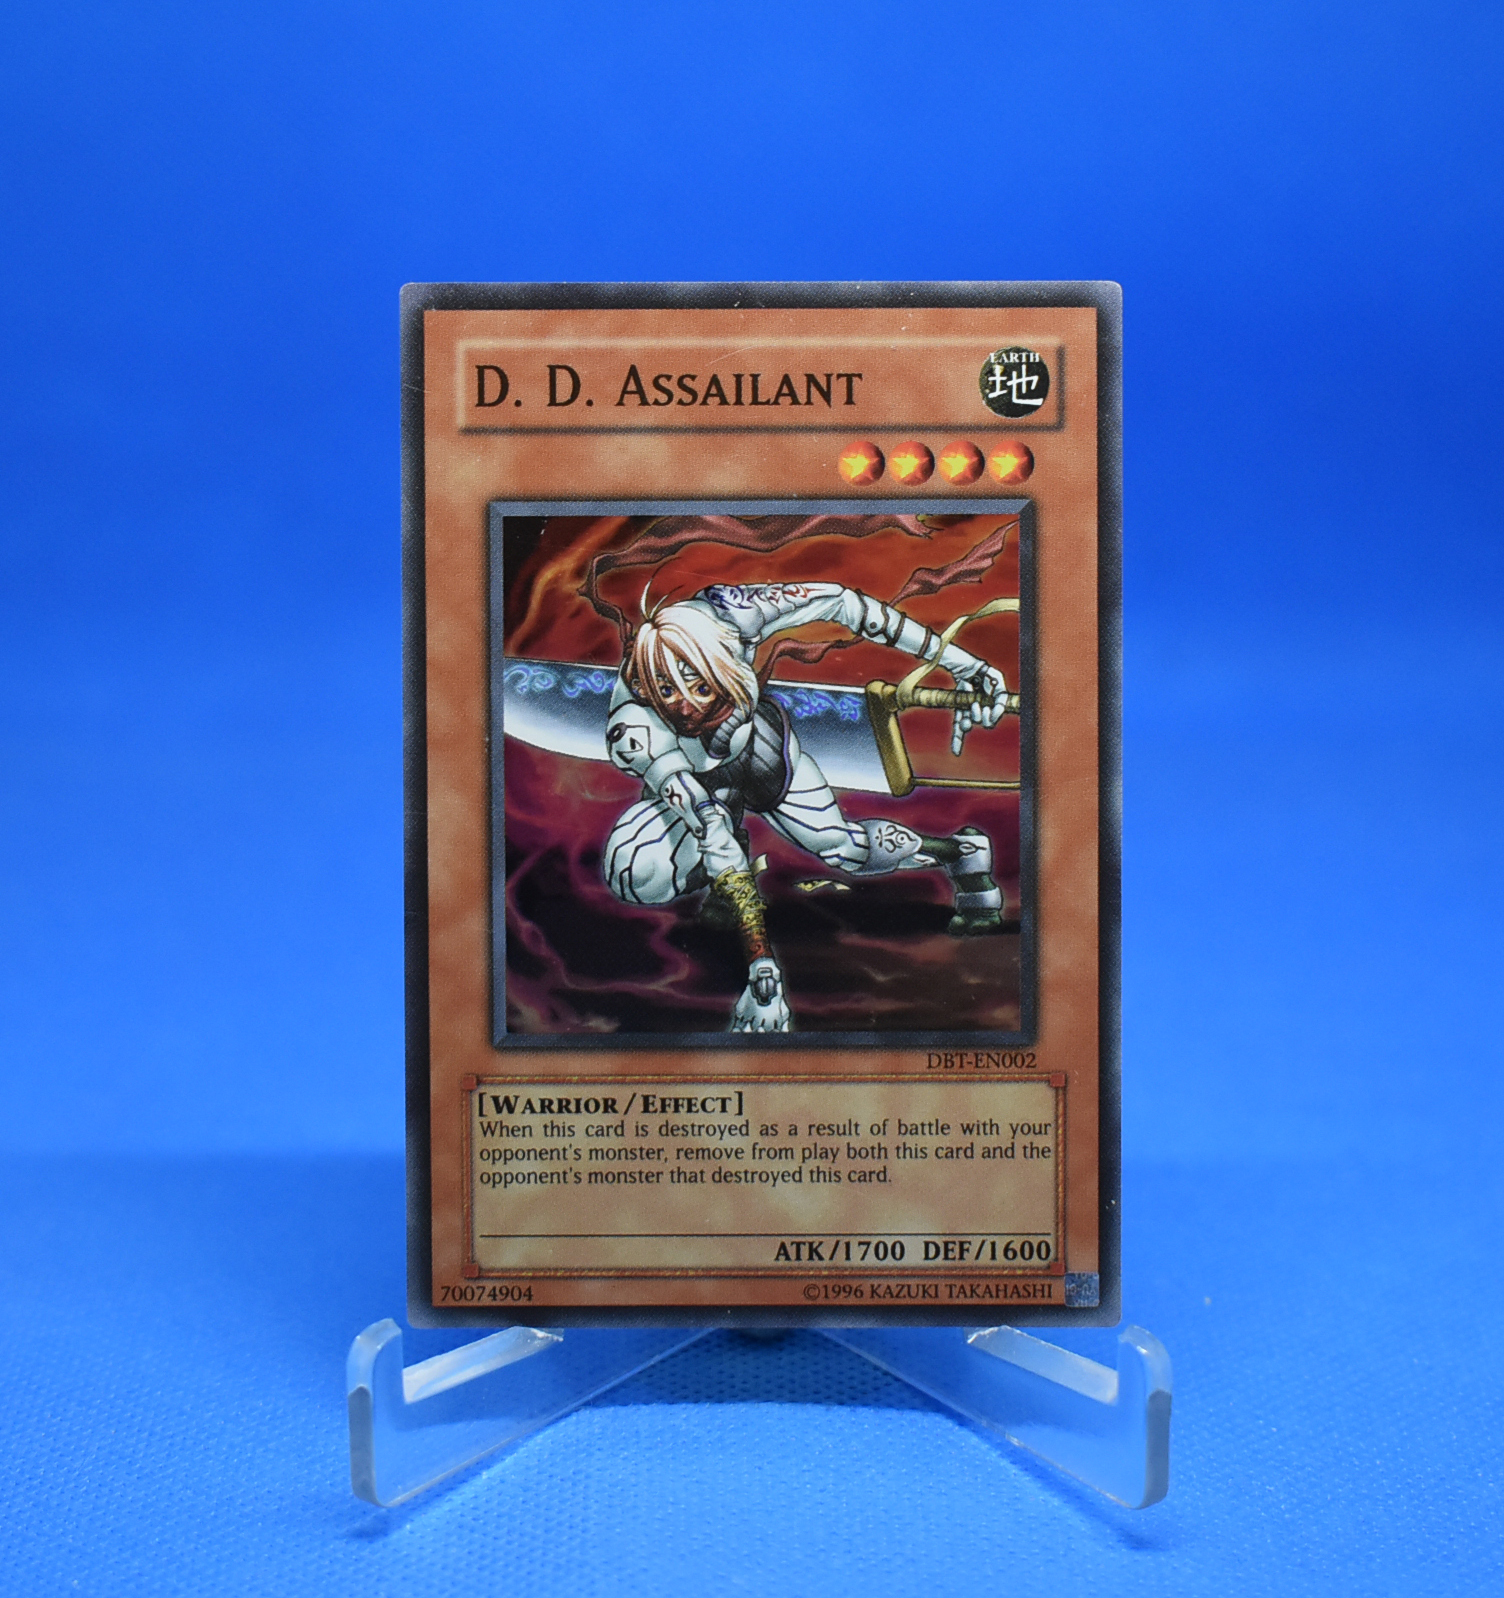 D. D. ASSAILANT
EARTH
地
DBT-EN002
[WARRIOR/EFFECT]
When this card is destroyed as a result of battle with your
opponent's monster, remove from play both this card and the
opponent's monster that destroyed this card.
ATK/1700 DEF/1600
70074904
©1996 KAZUKI TAKAHASHI